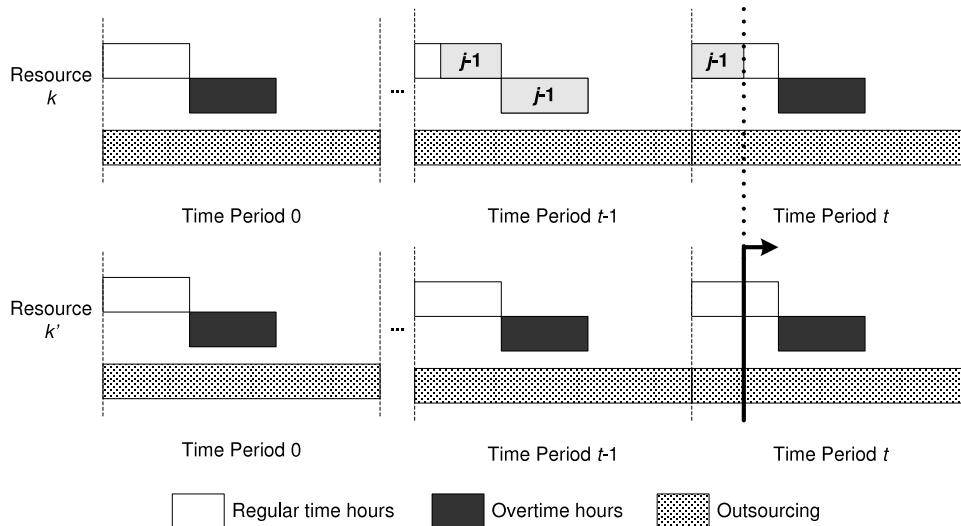 Resource
k
j-1
j-1
...
j-1
Time Period 0
Time Period t-1
Time Period t
Resource
k'
...
Time Period 0
Time Period t-1
Time Period t
Regular time hours
Overtime hours
Outsourcing